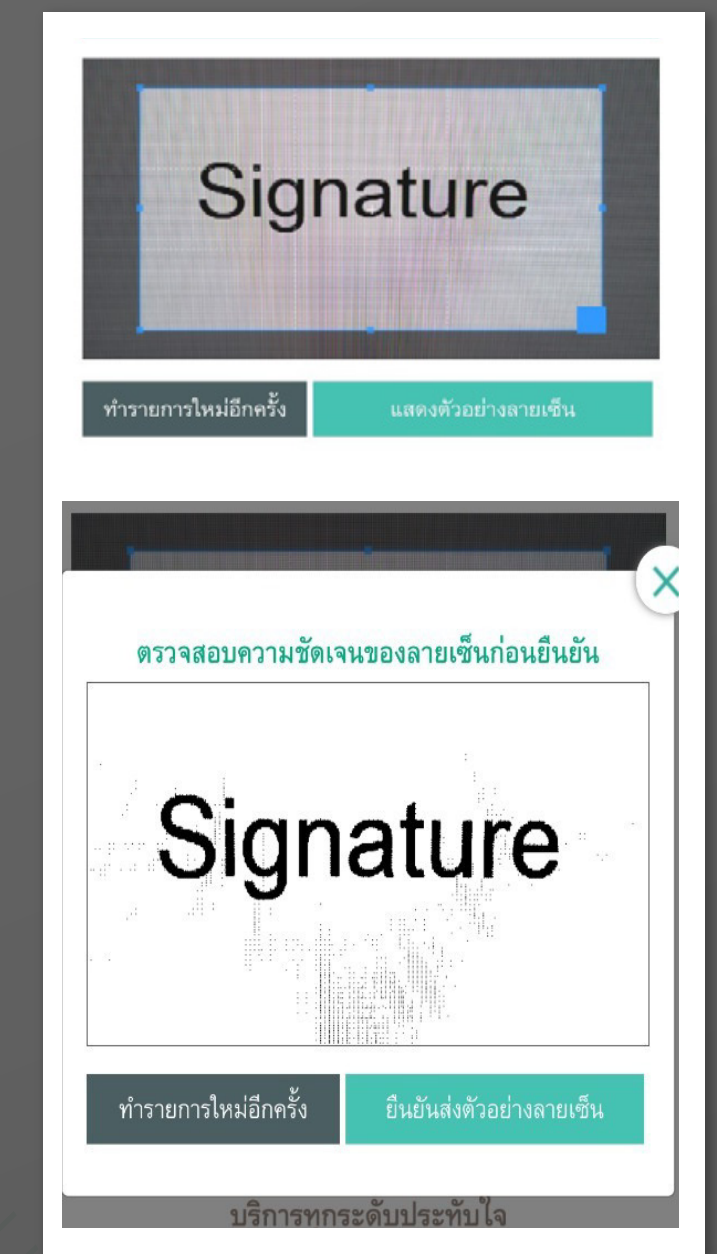 Signature
ทำรายการใหม่อีกครั้ง แสดงตัวอย่างลายเซ็น
ตรวจสอบความชัดเจนของลายเซ็นก่อนยืนยัน
Signature
ทำรายการใหม่อีกครั้ง ยืนยันส่งตัวอย่างลายเซ็น
บริการทุกระดับประทับใจ